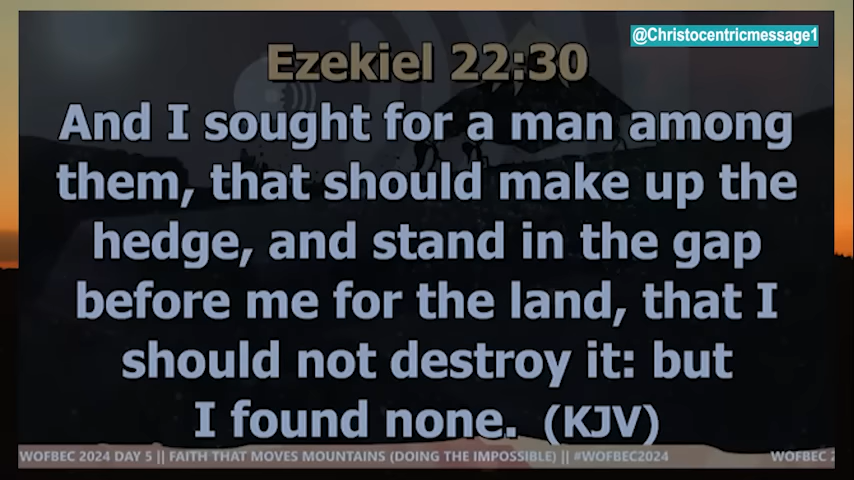 @Christocentricmessage1
Ezekiel 22:30
And I sought for a man among
them, that should make up the
hedge, and stand in the gap
before me for the land, that I
should not destroy it: but
I found none. (KJV)
WOFBEC 2024 DAY 5 || FAITH THAT MOVES MOUNTAINS (DOING THE IMPOSSIBLE) || #WOFBEC2024 WOFBEC